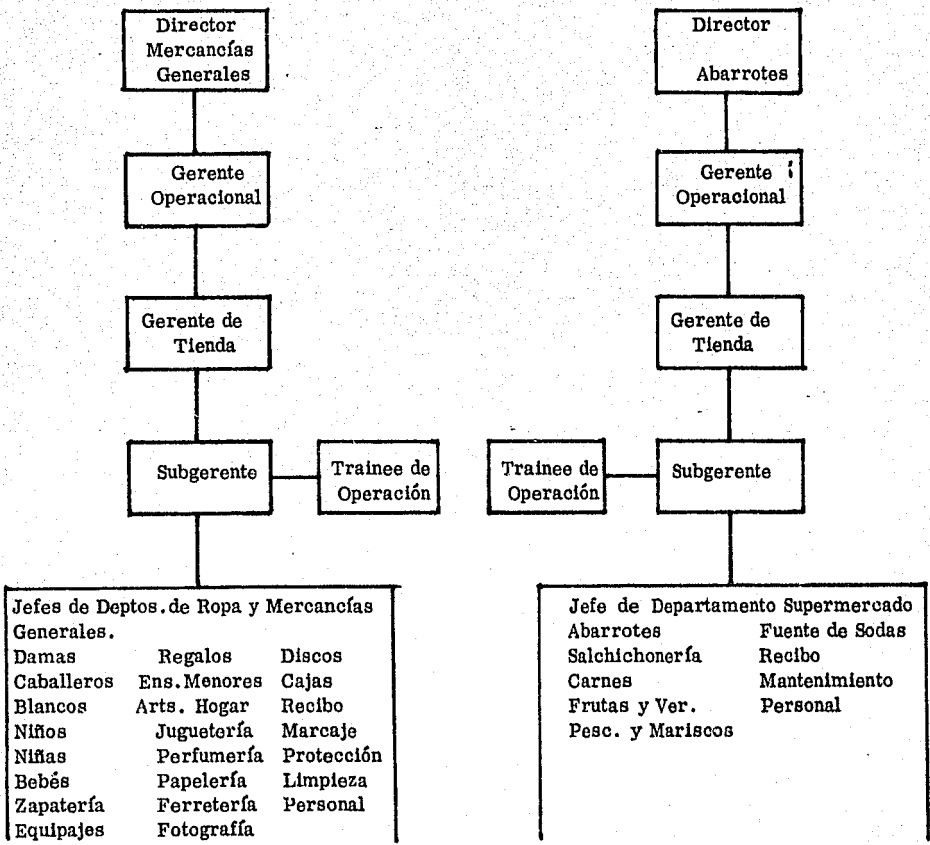 Director
Mercancías
Generales
Gerente
Operacional
Gerente de
Tienda
Subgerente
Trainee de
Operación
Jefes de Deptos. de Ropa y Mercancías
Generales.
Damas Regalos Discos
Caballeros Ens. Menores Cajas
Blancos Arts. Hogar Recibo
Niños Juguetería Marcaje
Niñas Perfumería Protección
Bebés Papelería Limpieza
Zapatería Ferretería Personal
Equipajes Fotografía
Director
Abarrotes
Gerente
Operacional
Gerente de
Tienda
Trainee de
Operación
Subgerente
Jefe de Departamento Supermercado
Abarrotes Fuente de Sodas
Salchichonería Recibo
Carnes Mantenimiento
Frutas y Ver. Personal
Pesc. y Mariscos